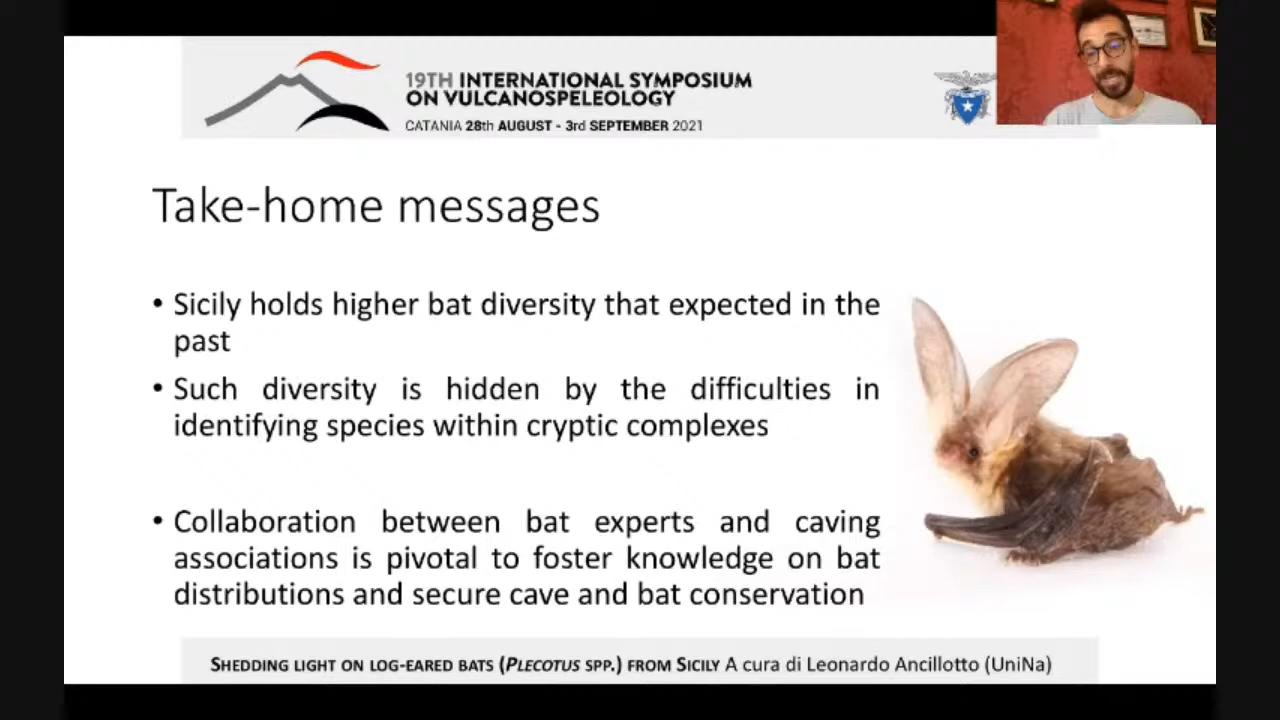 19TH INTERNATIONAL SYMPOSIUM
ON VULCANOSPELEOLOGY
CATANIA 28th AUGUST - 3rd SEPTEMBER 2021
Take-home messages
• Sicily holds higher bat diversity that expected in the
past
• Such diversity is hidden by the difficulties in
identifying species within cryptic complexes
• Collaboration between bat experts and caving
associations is pivotal to foster knowledge on bat
distributions and secure cave and bat conservation
SHEDDING LIGHT ON LOG-EARED BATS (PLECOTUS SPP.) FROM SICILY A cura di Leonardo Ancillotto (UniNa)